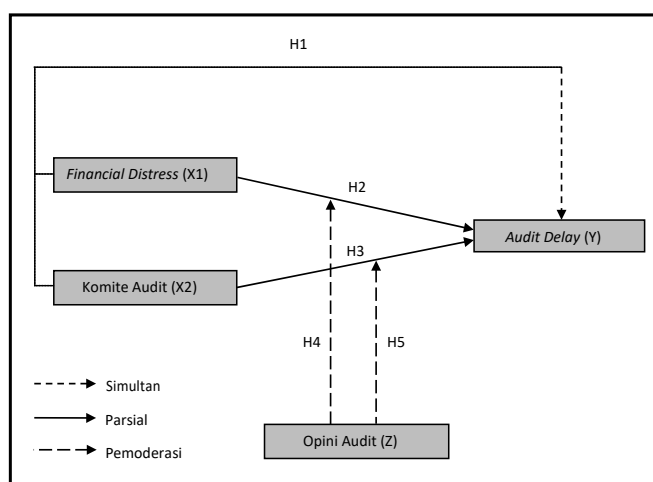 H1
Financial Distress (X1)
H2
Audit Delay (Y)
H3
Komite Audit (X2)
H4
H5
Simultan
Parsial
Opini Audit (Z)
Pemoderasi